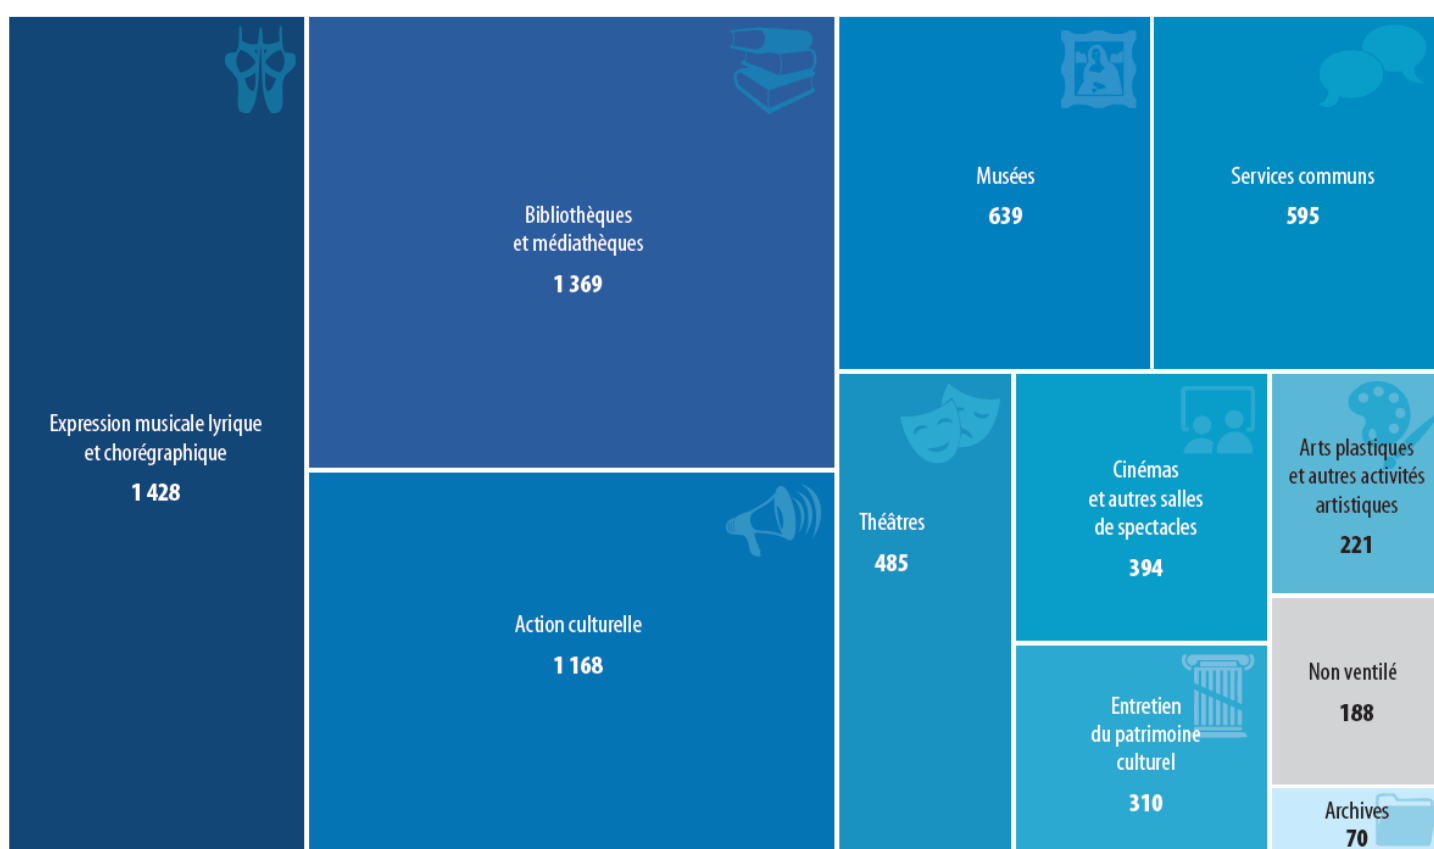 Expression musicale lyrique
et chorégraphique
1 428
Bibliothèques
et médiathèques
1 369
Action culturelle
1 168
Musées
639
Services communs
595
Théâtres
485
Cinémas
et autres salles
de spectacles
394
Entretien
du patrimoine
culturel
310
Arts plastiques
et autres activités
artistiques
221
Non ventilé
188
Archives
70